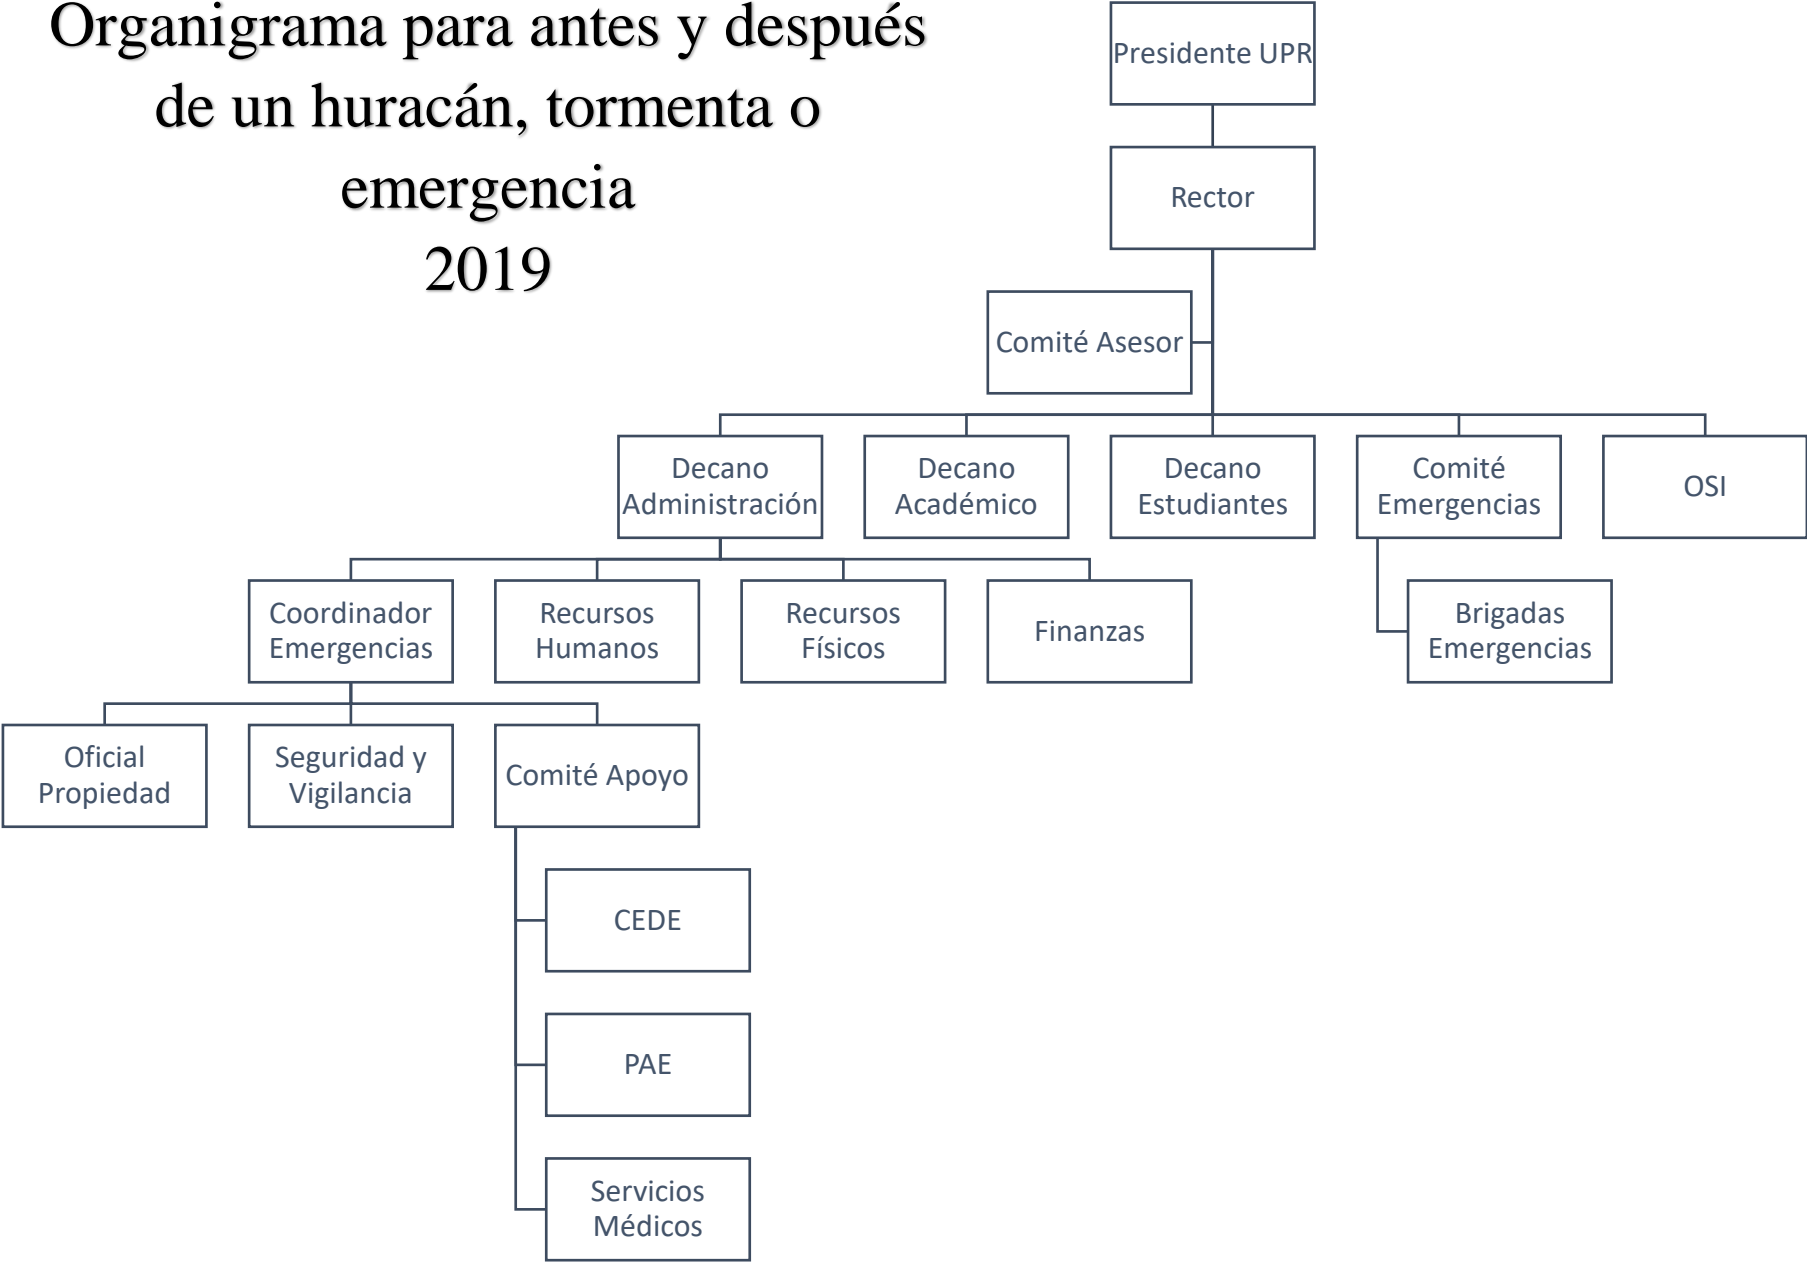 Organigrama para antes y después
de un huracán, tormenta o
emergencia
2019
Presidente UPR
Rector
Comité Asesor
Decano
Administración
Decano
Académico
Decano
Estudiantes
Comité
Emergencias
OSI
Coordinador
Emergencias
Recursos
Humanos
Recursos
Físicos
Finanzas
Brigadas
Emergencias
Oficial
Propiedad
Seguridad y
Vigilancia
Comité Apoyo
CEDE
PAE
Servicios
Médicos